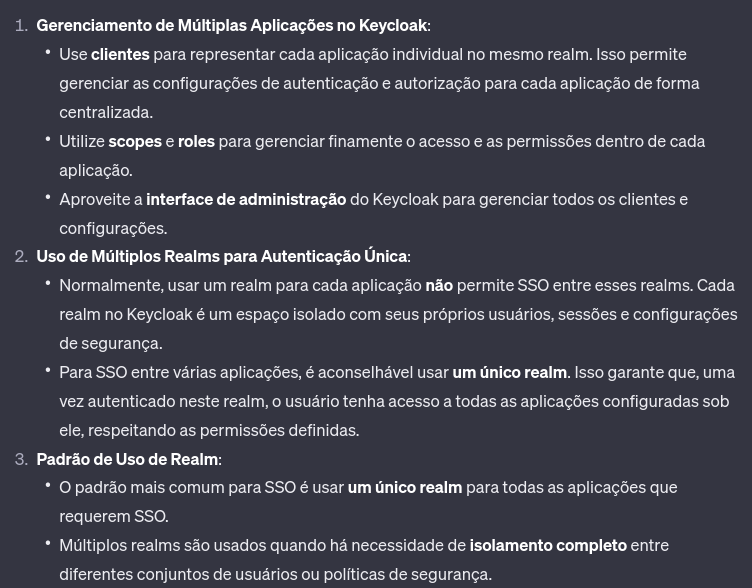 1. Gerenciamento de Múltiplas Aplicações no Keycloak:
• Use clientes para representar cada aplicação individual no mesmo realm. Isso permite
gerenciar as configurações de autenticação e autorização para cada aplicação de forma
centralizada.
• Utilize scopes e roles para gerenciar finamente o acesso e as permissões dentro de cada
aplicação.
• Aproveite a interface de administração do Keycloak para gerenciar todos os clientes e
configurações.
2. Uso de Múltiplos Realms para Autenticação Única:
• Normalmente, usar um realm para cada aplicação não permite SSO entre esses realms. Cada
realm no Keycloak é um espaço isolado com seus próprios usuários, sessões e configurações
de segurança.
• Para SSO entre várias aplicações, é aconselhável usar um único realm. Isso garante que, uma
vez autenticado neste realm, o usuário tenha acesso a todas as aplicações configuradas sob
ele, respeitando as permissões definidas.
3. Padrão de Uso de Realm:
• O padrão mais comum para SSO é usar um único realm para todas as aplicações que
requerem SSO.
• Múltiplos realms são usados quando há necessidade de isolamento completo entre
diferentes conjuntos de usuários ou políticas de segurança.